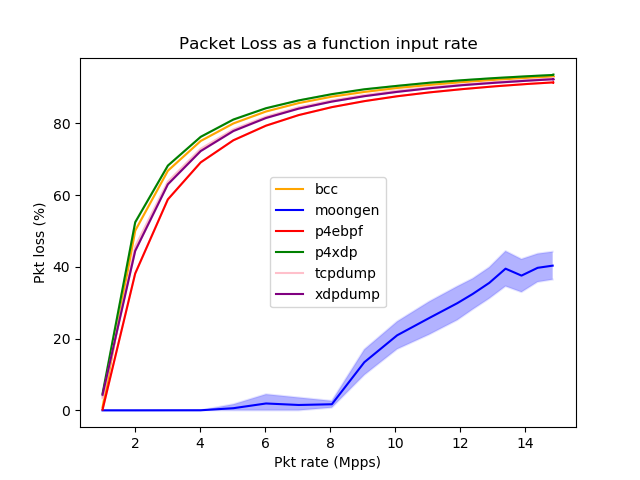 Packet Loss as a function input rate
Pkt loss (%)
80
60
40
20
0
bcc
moongen
p4ebpf
p4xdp
tcpdump
xdpdump
2 4 6 8 10 12 14
Pkt rate (Mpps)